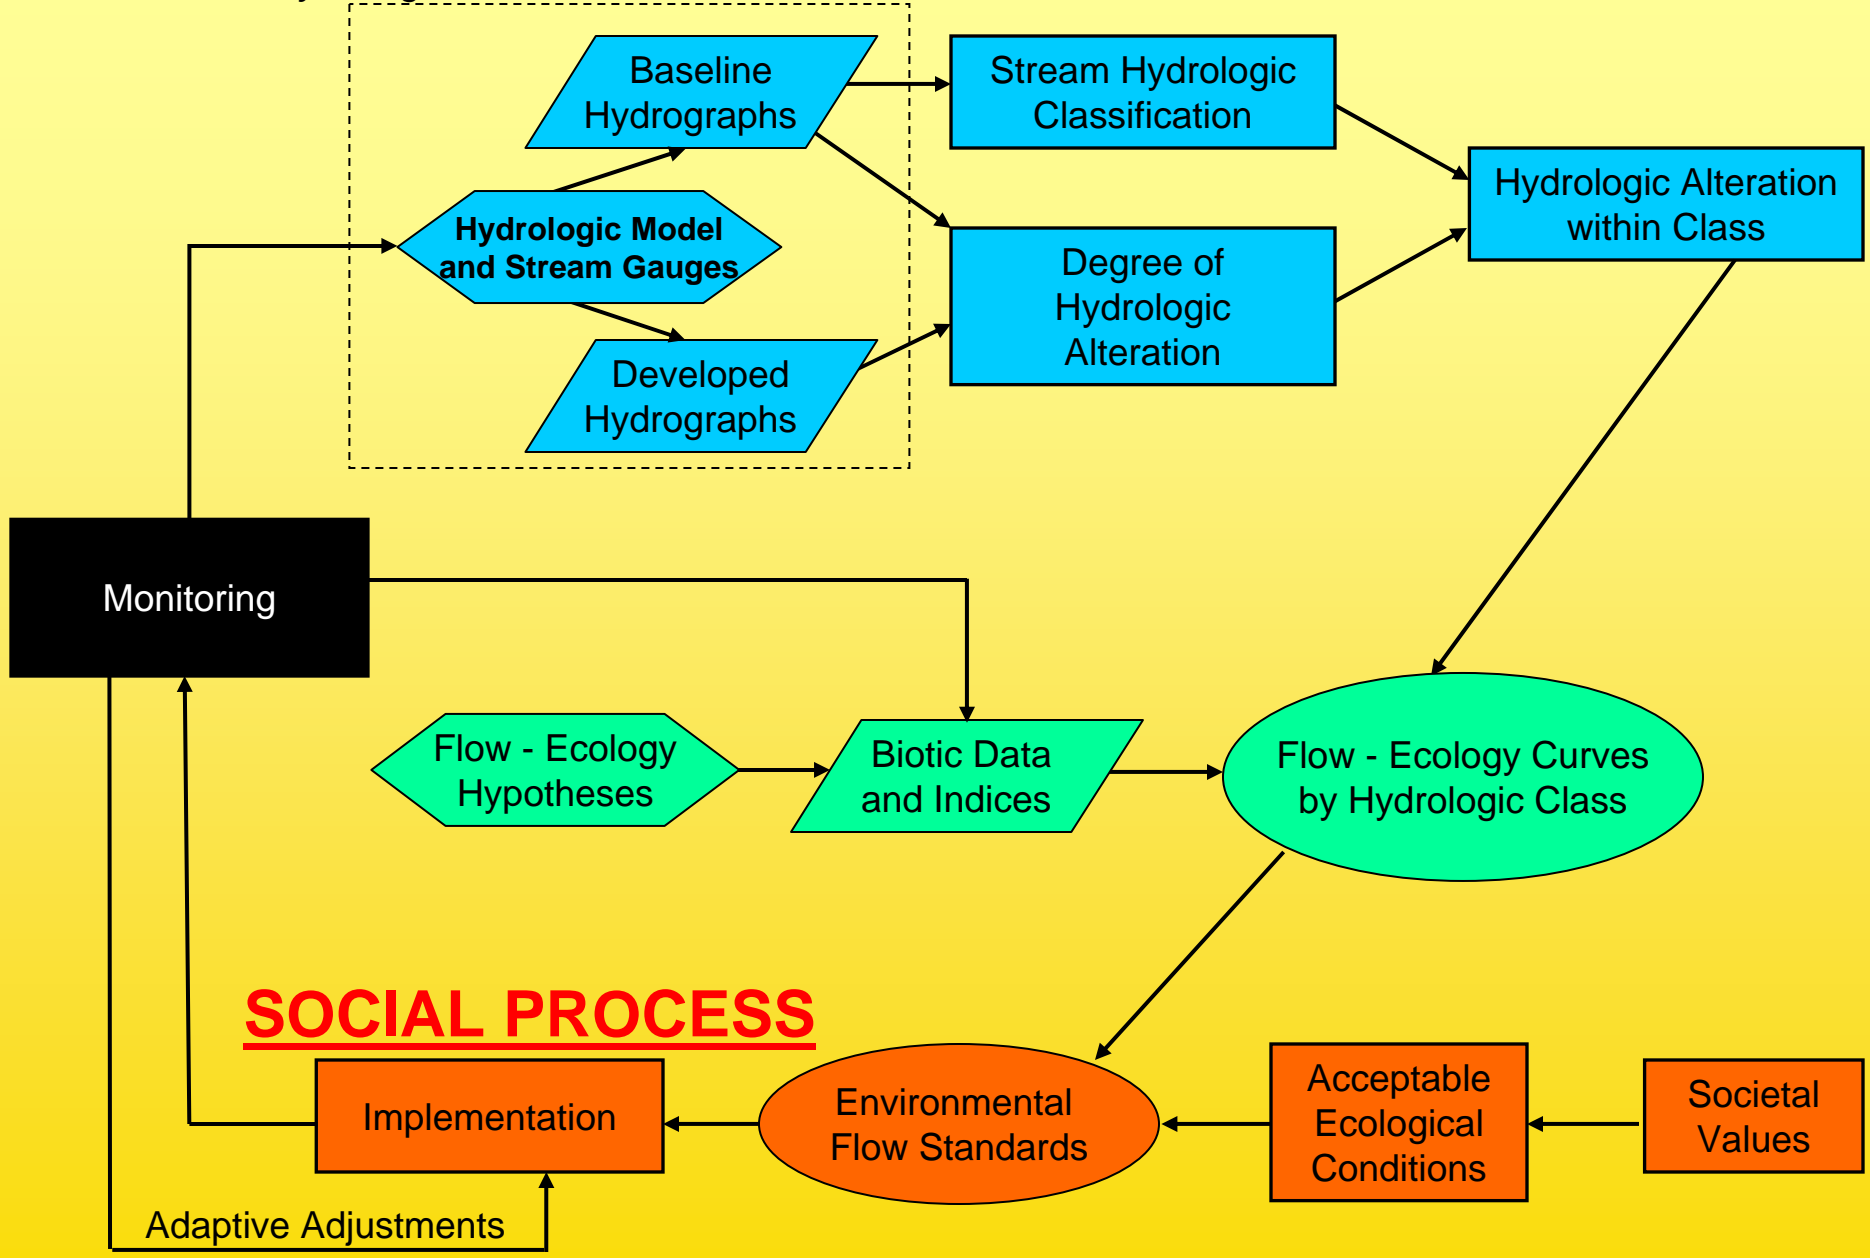 Baseline
Hydrographs
Stream Hydrologic
Classification
Hydrologic Alteration
within Class
Hydrologic Model
and Stream Gauges
Degree of
Hydrologic
Alteration
Developed
Hydrographs
Monitoring
Flow - Ecology
Hypotheses
Biotic Data
and Indices
Flow - Ecology Curves
by Hydrologic Class
SOCIAL PROCESS
Implementation
Environmental
Flow Standards
Acceptable
Ecological
Conditions
Societal
Values
Adaptive Adjustments